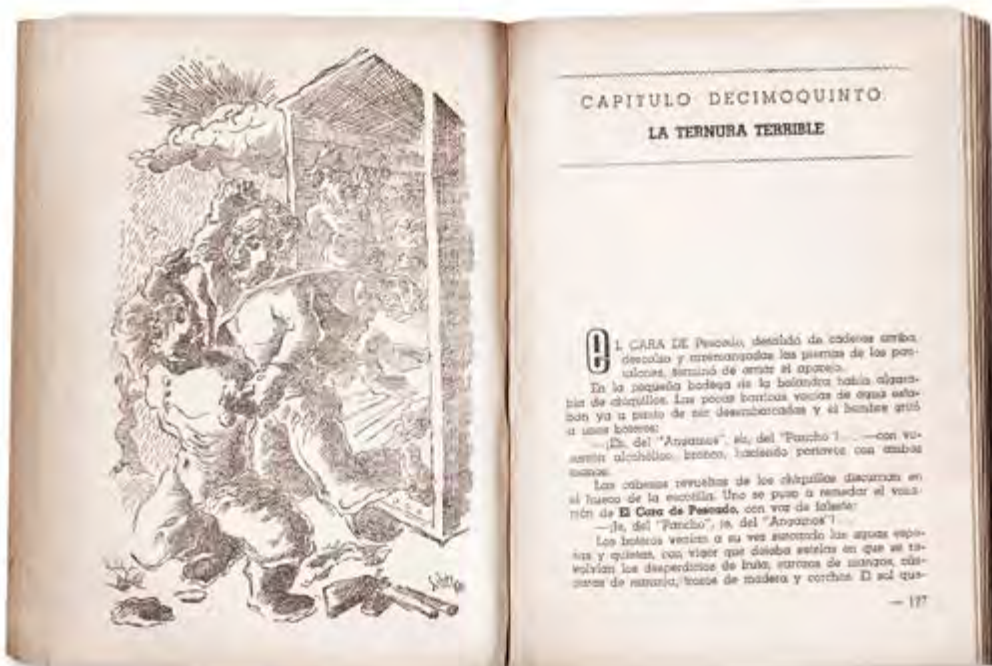 CAPITULO DECIMOQUINTO
LA TERNURA TERRIBLE
EL CARA DE Pescado, desnudo de caderas arriba,
descalzo y arremangadas las piernas de los pan-
talones, terminó de arriar el aparejo.
En la pequeña bodega de la balandra había algara-
bía de chiquillos. Las pocas barricas vacías de agua esta-
ban ya a punto de ser desembarcadas y el hombre gritó
a unos boteros:
—¡Eh, del "Angamos", eh, del "Pancho"!... —con vo-
zarrón alcohólico, bronco, haciendo portavoz con ambas
manos.
Las cabezas revueltas de los chiquillos discurrían en
el hueco de la escotilla. Uno se puso a remedar el voza-
rrón de El Cara de Pescado, con voz de falsete:
—¡Je, del "Pancho", je, del "Angamos"!
Los boteros venían a su vez surcando las aguas espe-
sas y quietas, con vigor que dejaba estelas en que se re-
volvían los desperdicios de fruta, carozos de mangos, cás-
caras de naranja, trozos de madera y corchos. El sol que-
— 127